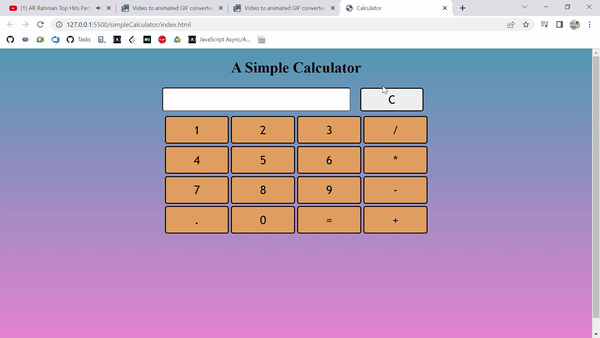 (1) AR Rahman Top Hits Par
Video to animated GIF converter
Video to animated GIF converter
Calculator
127.0.0.1:5500/simpleCalculator/index.html
Tasks
JavaScript Async/A...
A Simple Calculator
C
1 2 3 /
4 5 6 *
7 8 9 -
. 0 = +